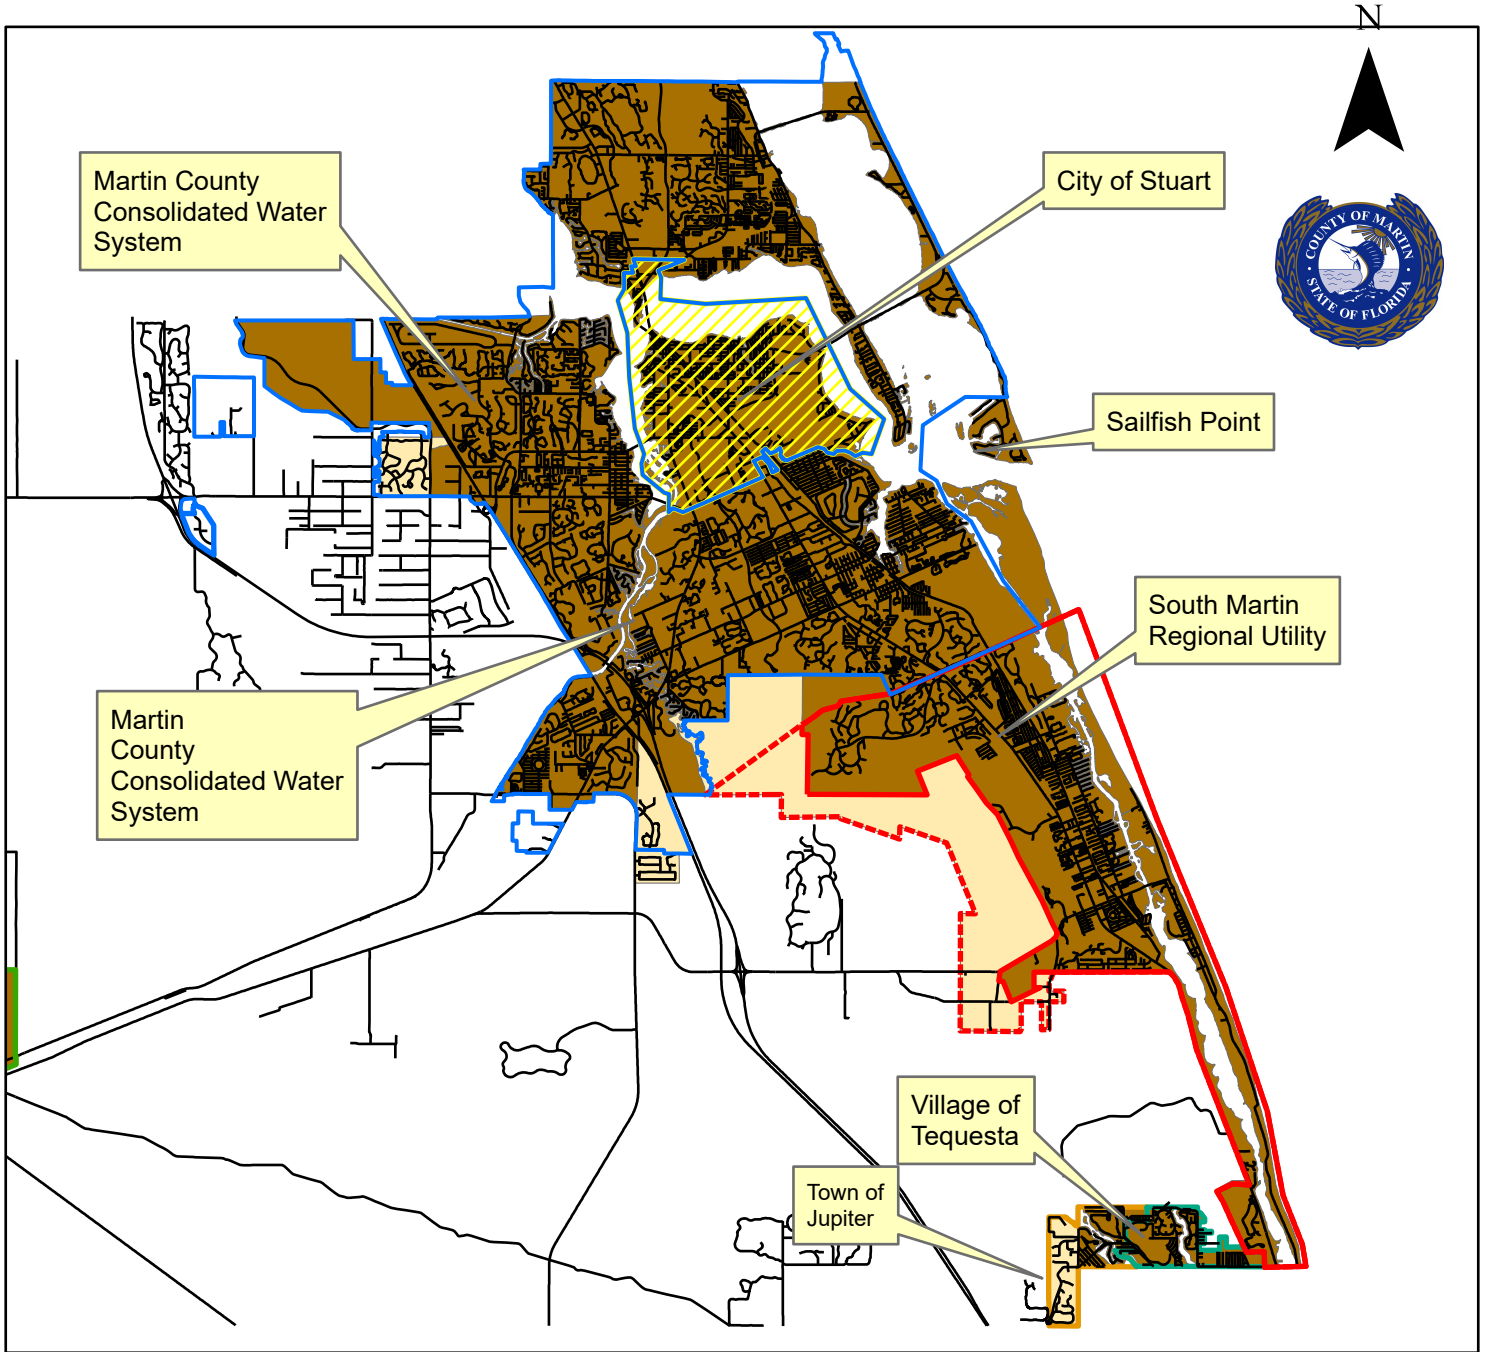 N
Martin County
Consolidated Water
System
City of Stuart
COUNTY OF MARTIN
STATE OF FLORIDA
Sailfish Point
South Martin
Regional Utility
Martin
County
Consolidated Water
System
Village of
Tequesta
Town of
Jupiter